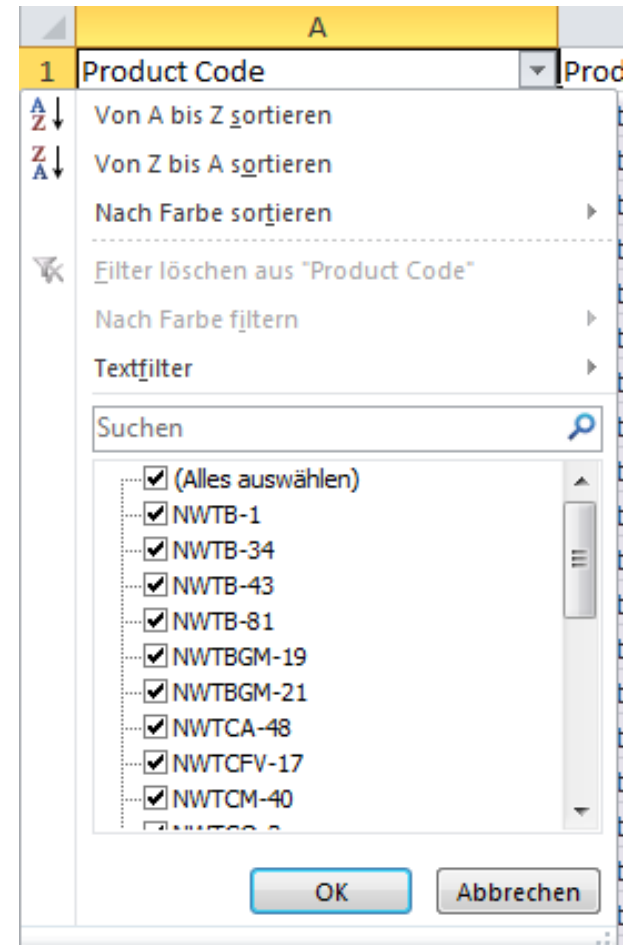 A
1 Product Code Prod
Von A bis Z sortieren
Von Z bis A sortieren
Nach Farbe sortieren
Filter löschen aus "Product Code"
Nach Farbe filtern
Textfilter
Suchen
(Alles auswählen)
NWTB-1
NWTB-34
NWTB-43
NWTB-81
NWTBGM-19
NWTBGM-21
NWTCA-48
NWTCFV-17
NWTCM-40
OK Abbrechen